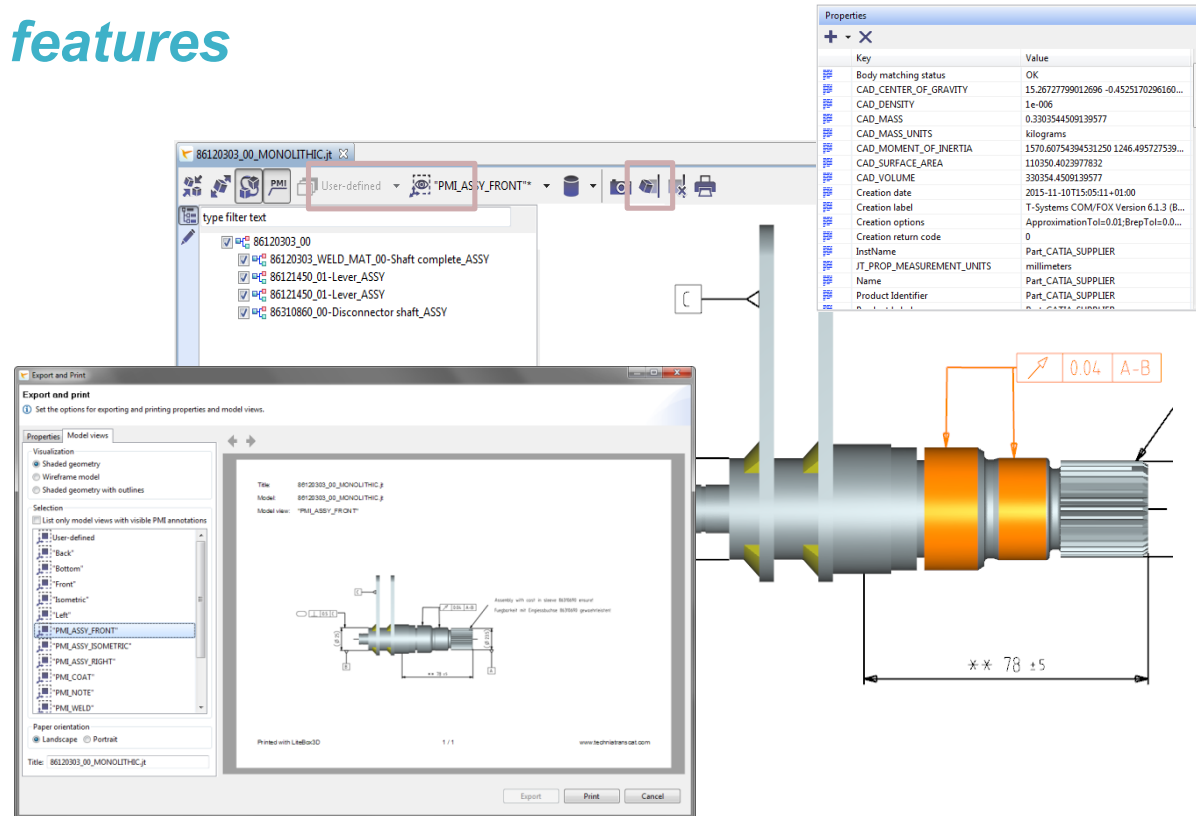 features
Properties
Key Value
Body matching status OK
CAD_CENTER_OF_GRAVITY 15.26727799012696 -0.4525170296160...
CAD_DENSITY 1e-006
CAD_MASS 0.3303544509139577
CAD_MASS_UNITS kilograms
CAD_MOMENT_OF_INERTIA 1570.60754394531250 1246.495727539...
CAD_SURFACE_AREA 110350.4023977832
CAD_VOLUME 330354.4509139577
Creation date 2015-11-10T15:05:11+01:00
Creation label T-Systems COM/FOX Version 6.1.3 (B...
Creation options ApproximationTol=0.01;BrepTol=0.0...
Creation return code 0
InstName Part_CATIA_SUPPLIER
JT_PROP_MEASUREMENT_UNITS millimeters
Name Part_CATIA_SUPPLIER
Product Identifier Part_CATIA_SUPPLIER
86120303_00_MONOLITHIC.jt
PMI User-defined "PMI_ASSY_FRONT"*
type filter text
86120303_00
86120303_WELD_MAT_00-Shaft complete_ASSY
86121450_01-Lever_ASSY
86121450_01-Lever_ASSY
86310860_00-Disconnector shaft_ASSY
C
0.04 A-B
** 78 ±5
Export and Print
Export and print
Set the options for exporting and printing properties and model views.
Properties Model views
Visualization
Shaded geometry
Wireframe model
Shaded geometry with outlines
Selection
List only model views with visible PMI annotations
User-defined
"Back"
"Bottom"
"Front"
"Isometric"
"Left"
"PMI_ASSY_FRONT"
"PMI_ASSY_ISOMETRIC"
"PMI_ASSY_RIGHT"
"PMI_COAT"
"PMI_NOTE"
"PMI_WELD"
Paper orientation
Landscape Portrait
Title: 86120303_00_MONOLITHIC.jt
Title: 86120303_00_MONOLITHIC.jt
Model: 86120303_00_MONOLITHIC.jt
Model view: "PMI_ASSY_FRONT"
0.04 A-B
** 78 ±5
Printed with LiteBox3D 1 / 1 www.techniatranscat.com
Export Print Cancel